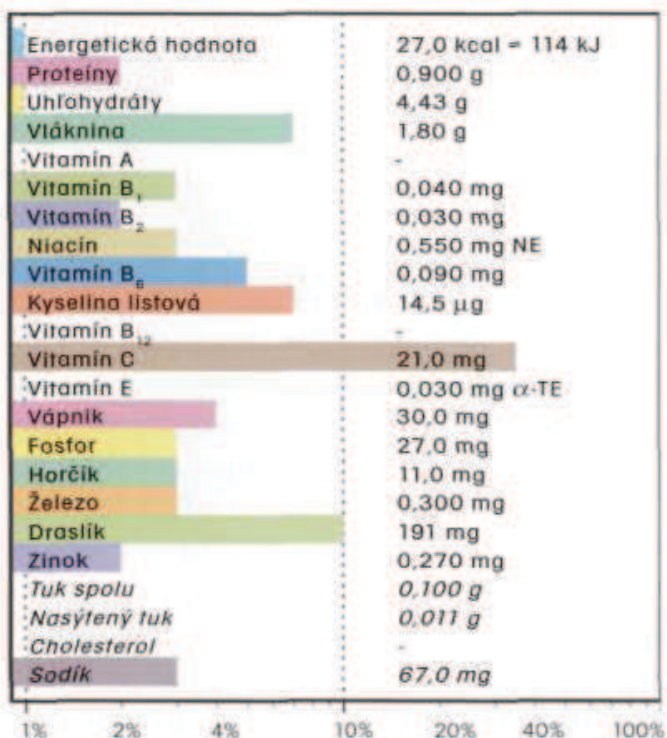 Energetická hodnota 27,0 kcal = 114 kJ
Proteíny 0,900 g
Uhľohydráty 4,43 g
Vláknina 1,80 g
Vitamín A -
Vitamín B₁ 0,040 mg
Vitamín B₂ 0,030 mg
Niacín 0,550 mg NE
Vitamín B₆ 0,090 mg
Kyselina listová 14,5 µg
Vitamín B₁₂ -
Vitamín C 21,0 mg
Vitamín E 0,030 mg α-TE
Vápnik 30,0 mg
Fosfor 27,0 mg
Horčík 11,0 mg
Železo 0,300 mg
Draslík 191 mg
Zinok 0,270 mg
Tuk spolu 0,100 g
Nasýtený tuk 0,011 g
Cholesterol -
Sodík 67,0 mg
1% 2% 4% 10% 20% 40% 100%